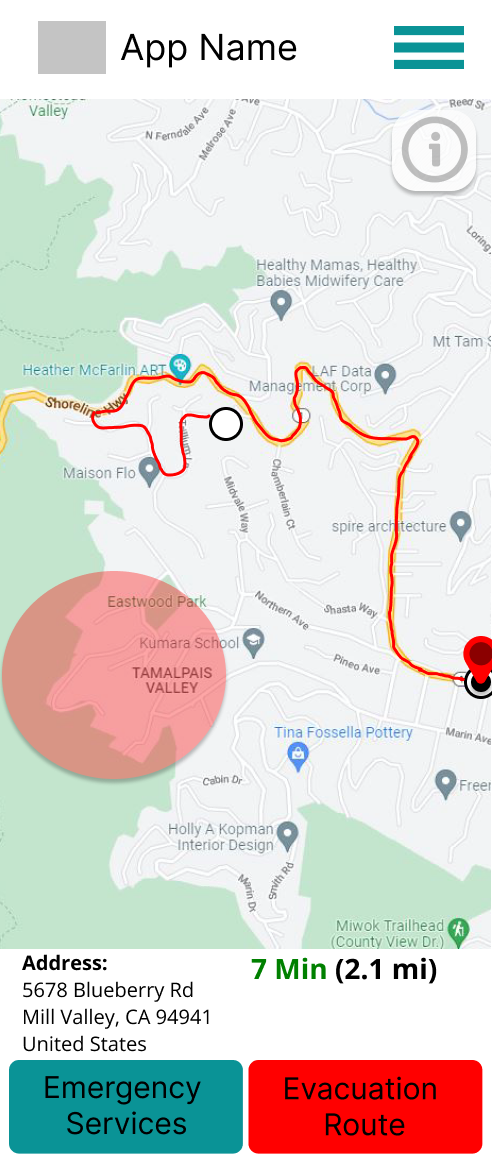 App Name
Valley
N Ferndale Ave
Melrose Ave
Reed St
Loring
Healthy Mamas, Healthy
Babies Midwifery Care
Mt Tam S
Heather McFarlin ART
LAF Data
Management Corp
Shoreline Hwy
Trillium Ln
Maison Flo
Midvale Way
Chamberlain Ct
spire architecture
Eastwood Park
Northern Ave
Shasta Way
Kumara School
Pineo Ave
TAMALPAIS
VALLEY
Marin Ave
Tina Fossella Pottery
Cabin Dr
Freer
Holly A Kopman
Interior Design
Smith Rd
Marin Dr
Miwok Trailhead
(County View Dr.)
Address:
5678 Blueberry Rd
Mill Valley, CA 94941
United States
7 Min (2.1 mi)
Emergency
Services
Evacuation
Route